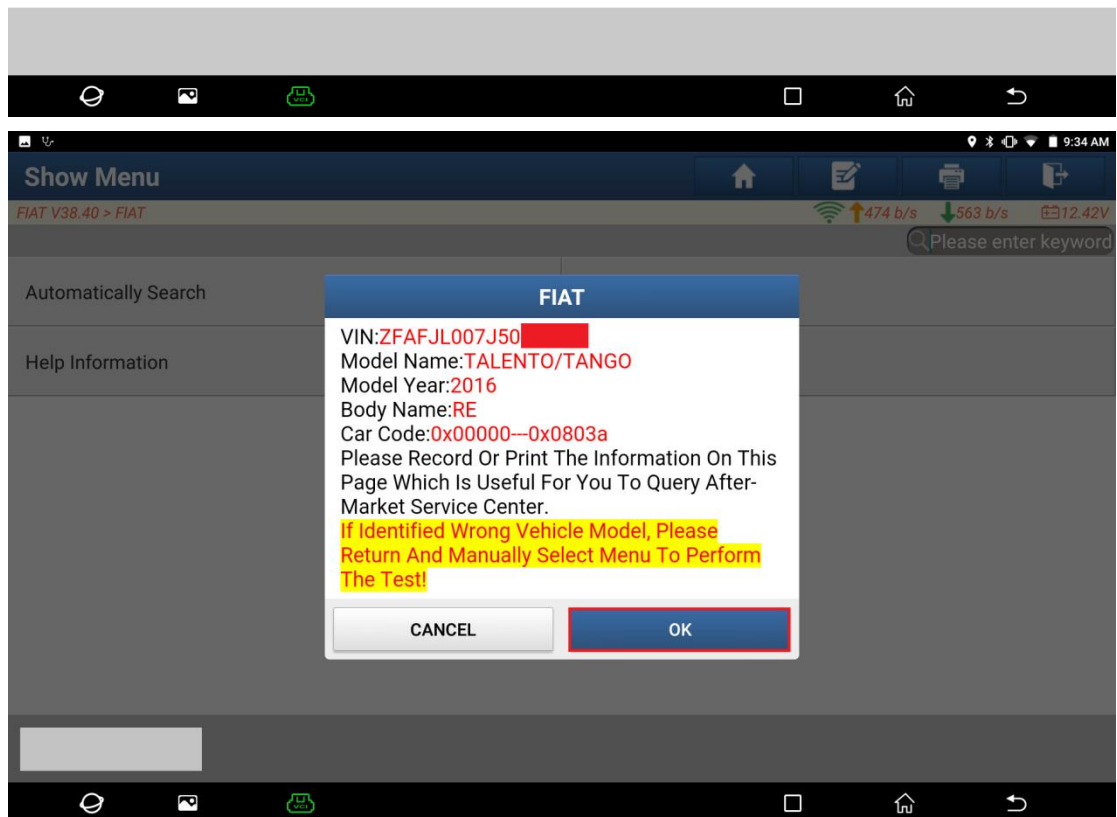 VCI
9:34 AM
Show Menu
FIAT V38.40 > FIAT
474 b/s 563 b/s 12.42V
Please enter keyword
Automatically Search
Help Information
FIAT
VIN:ZFAFJL007J50
Model Name:TALENTO/TANGO
Model Year:2016
Body Name:RE
Car Code:0x00000---0x0803a
Please Record Or Print The Information On This
Page Which Is Useful For You To Query After-
Market Service Center.
If Identified Wrong Vehicle Model, Please
Return And Manually Select Menu To Perform
The Test!
CANCEL
OK
VCI